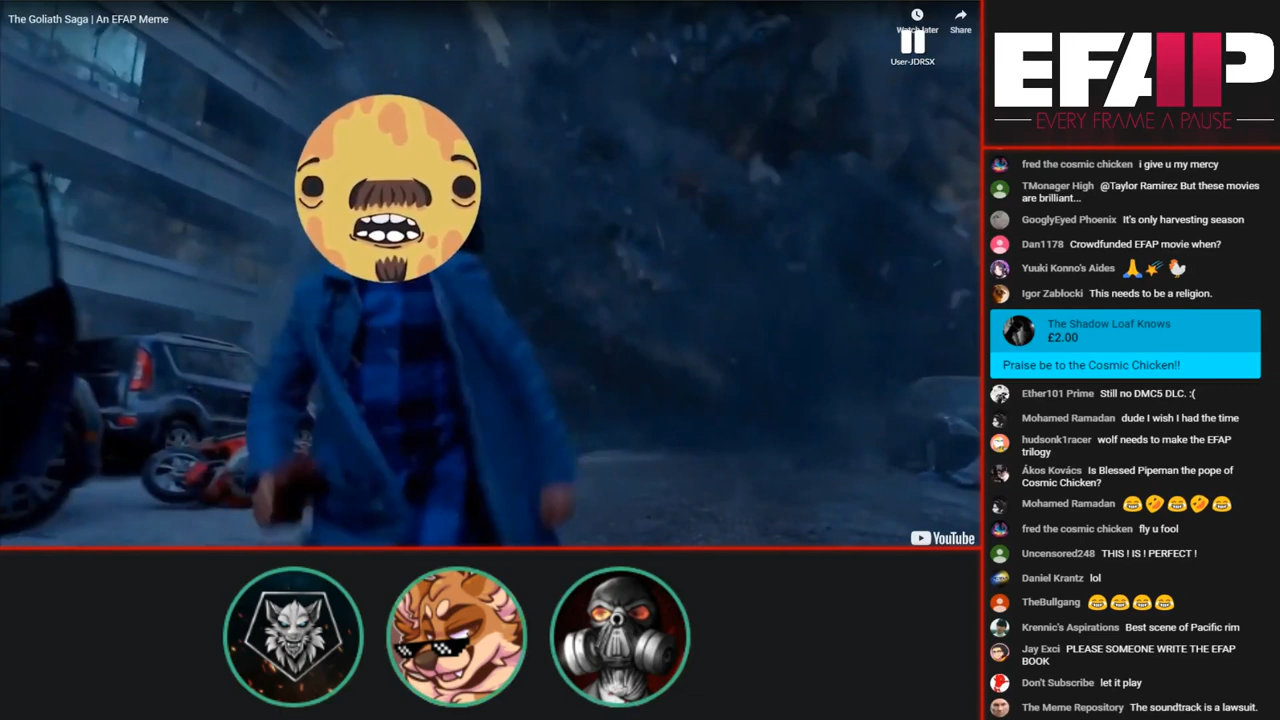 The Goliath Saga | An EFAP Meme
Watch later
Share
User-JDRSX
YouTube
EFAP
EVERY FRAME A PAUSE
fred the cosmic chicken i give u my mercy
TMonager High @Taylor Ramirez But these movies
are brilliant...
GooglyEyed Phoenix It's only harvesting season
Dan1178 Crowdfunded EFAP movie when?
Yuuki Konno's Aides 🙏☄️🐓
Igor Zabłocki This needs to be a religion.
The Shadow Loaf Knows
£2.00
Praise be to the Cosmic Chicken!!
Ether101 Prime Still no DMC5 DLC. :(
Mohamed Ramadan dude I wish I had the time
hudsonk1racer wolf needs to make the EFAP
trilogy
Ákos Kovács Is Blessed Pipeman the pope of
Cosmic Chicken?
Mohamed Ramadan 😂🤣😂🤣😂
fred the cosmic chicken fly u fool
Uncensored248 THIS ! IS ! PERFECT !
Daniel Krantz lol
TheBullgang 😂😂😂😂
Krennic's Aspirations Best scene of Pacific rim
Jay Exci PLEASE SOMEONE WRITE THE EFAP
BOOK
Don't Subscribe let it play
The Meme Repository The soundtrack is a lawsuit.